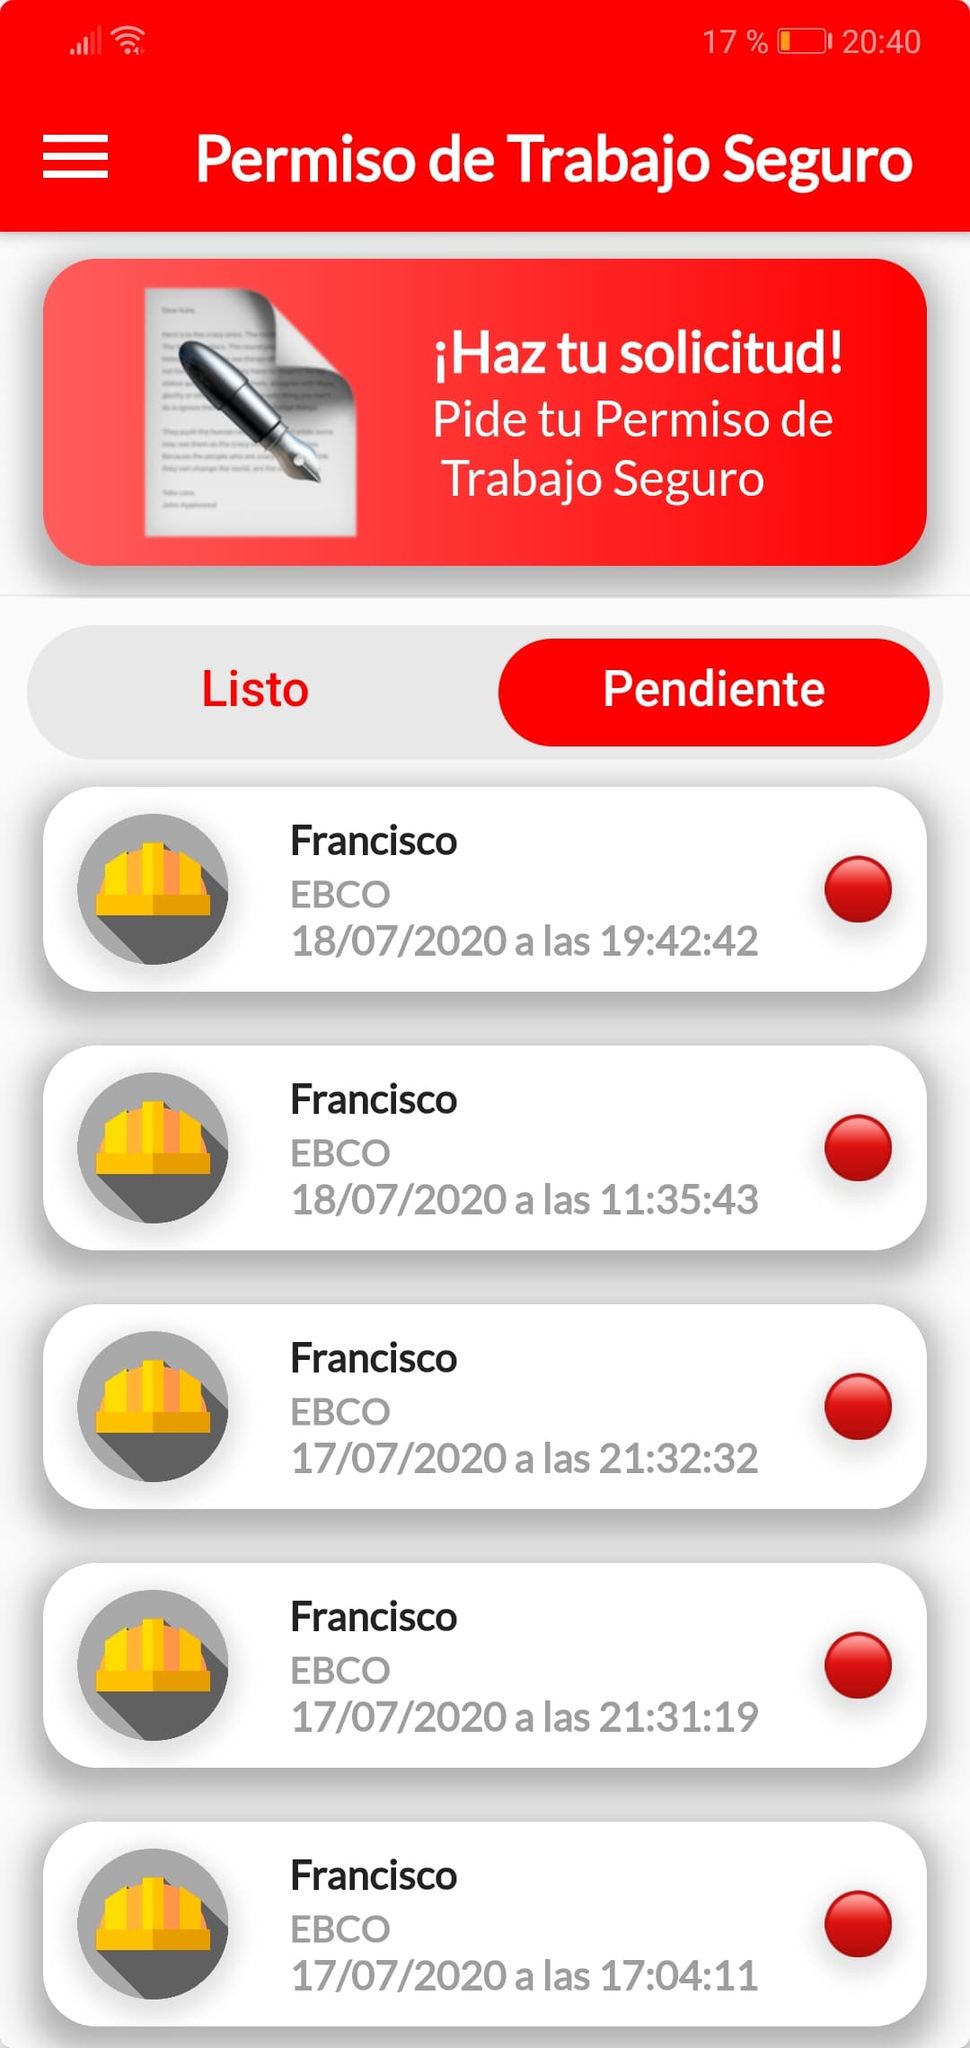 17 % 20:40
Permiso de Trabajo Seguro
¡Haz tu solicitud!
Pide tu Permiso de
Trabajo Seguro
Listo
Pendiente
Francisco
EBCO
18/07/2020 a las 19:42:42
Francisco
EBCO
18/07/2020 a las 11:35:43
Francisco
EBCO
17/07/2020 a las 21:32:32
Francisco
EBCO
17/07/2020 a las 21:31:19
Francisco
EBCO
17/07/2020 a las 17:04:11